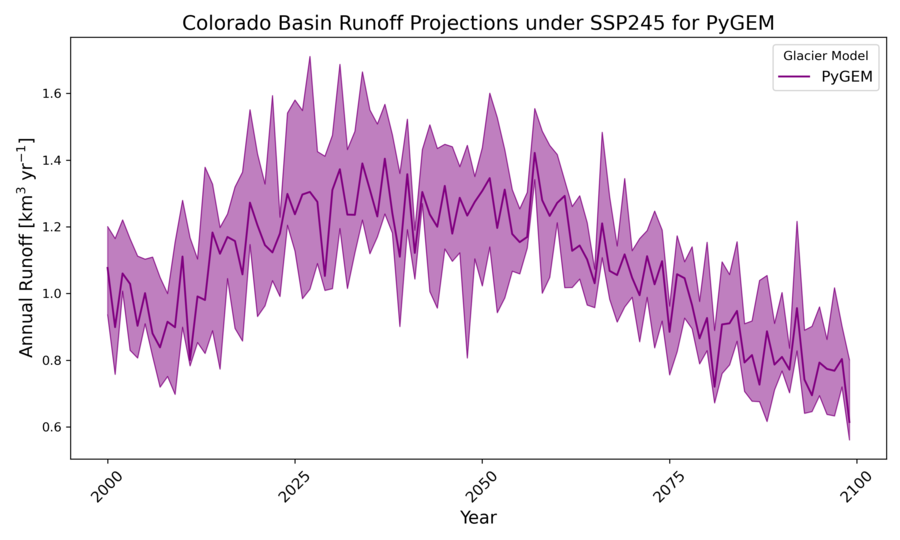 Colorado Basin Runoff Projections under SSP245 for PyGEM
Glacier Model
PyGEM
Annual Runoff [km³ yr⁻¹]
1.6
1.4
1.2
1.0
0.8
0.6
2000
2025
2050
2075
2100
Year